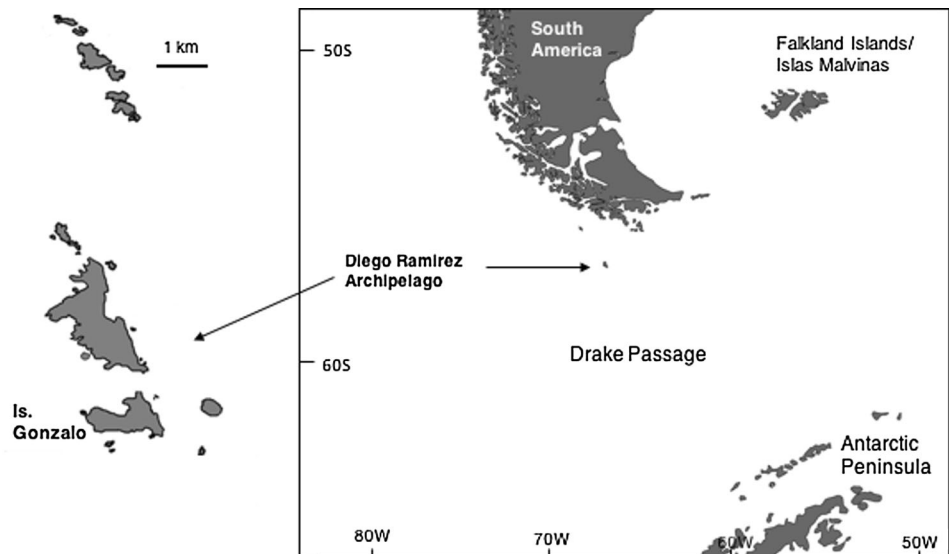 1 km
50S
South
America
Falkland Islands/
Islas Malvinas
Diego Ramirez
Archipelago
Drake Passage
60S
Is.
Gonzalo
Antarctic
Peninsula
80W
70W
60W
50W